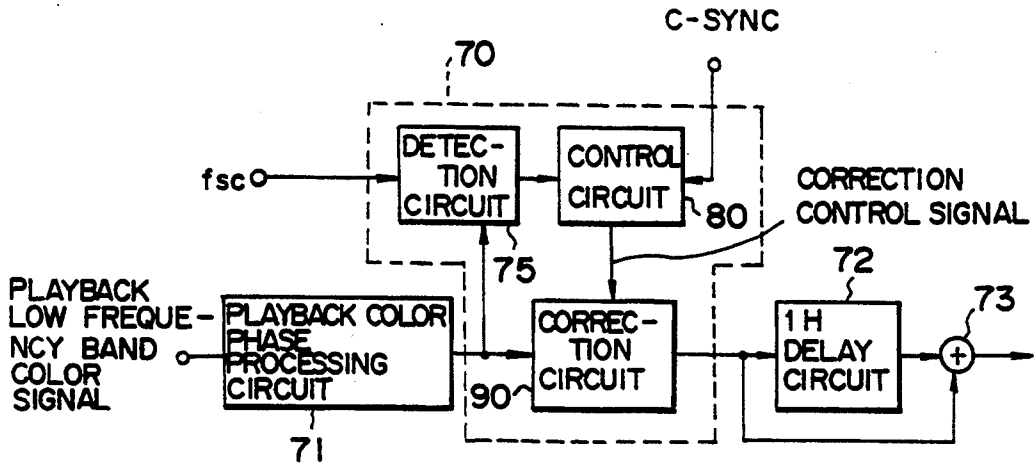 C-SYNC
70
DETEC-
TION
CIRCUIT
CONTROL
CIRCUIT
fsc
75
80
CORRECTION
CONTROL SIGNAL
PLAYBACK
LOW FREQUE-
NCY BAND
COLOR
SIGNAL
PLAYBACK COLOR
PHASE
PROCESSING
CIRCUIT
71
CORREC-
TION
CIRCUIT
90
72
1H
DELAY
CIRCUIT
73
+